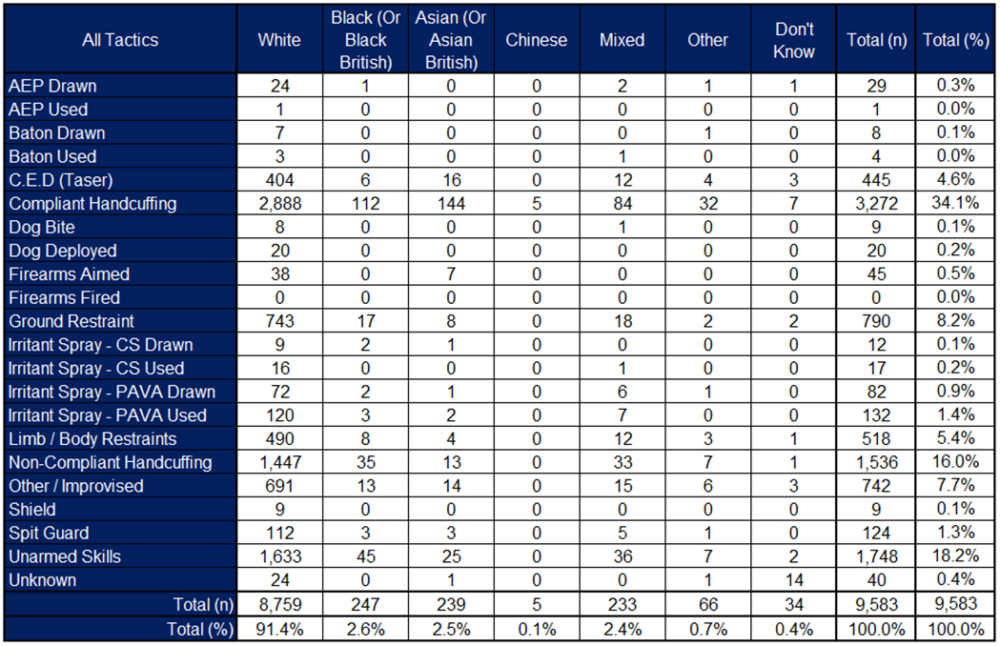 All Tactics White Black (Or Black British) Asian (Or Asian British) Chinese Mixed Other Don't Know Total (n) Total (%)
AEP Drawn 24 1 0 0 2 1 1 29 0.3%
AEP Used 1 0 0 0 0 0 0 1 0.0%
Baton Drawn 7 0 0 0 0 1 0 8 0.1%
Baton Used 3 0 0 0 1 0 0 4 0.0%
C.E.D (Taser) 404 6 16 0 12 4 3 445 4.6%
Compliant Handcuffing 2,888 112 144 5 84 32 7 3,272 34.1%
Dog Bite 8 0 0 0 1 0 0 9 0.1%
Dog Deployed 20 0 0 0 0 0 0 20 0.2%
Firearms Aimed 38 0 7 0 0 0 0 45 0.5%
Firearms Fired 0 0 0 0 0 0 0 0 0.0%
Ground Restraint 743 17 8 0 18 2 2 790 8.2%
Irritant Spray - CS Drawn 9 2 1 0 0 0 0 12 0.1%
Irritant Spray - CS Used 16 0 0 0 1 0 0 17 0.2%
Irritant Spray - PAVA Drawn 72 2 1 0 6 1 0 82 0.9%
Irritant Spray - PAVA Used 120 3 2 0 7 0 0 132 1.4%
Limb / Body Restraints 490 8 4 0 12 3 1 518 5.4%
Non-Compliant Handcuffing 1,447 35 13 0 33 7 1 1,536 16.0%
Other / Improvised 691 13 14 0 15 6 3 742 7.7%
Shield 9 0 0 0 0 0 0 9 0.1%
Spit Guard 112 3 3 0 5 1 0 124 1.3%
Unarmed Skills 1,633 45 25 0 36 7 2 1,748 18.2%
Unknown 24 0 1 0 0 1 14 40 0.4%
Total (n) 8,759 247 239 5 233 66 34 9,583 9,583
Total (%) 91.4% 2.6% 2.5% 0.1% 2.4% 0.7% 0.4% 100.0% 100.0%